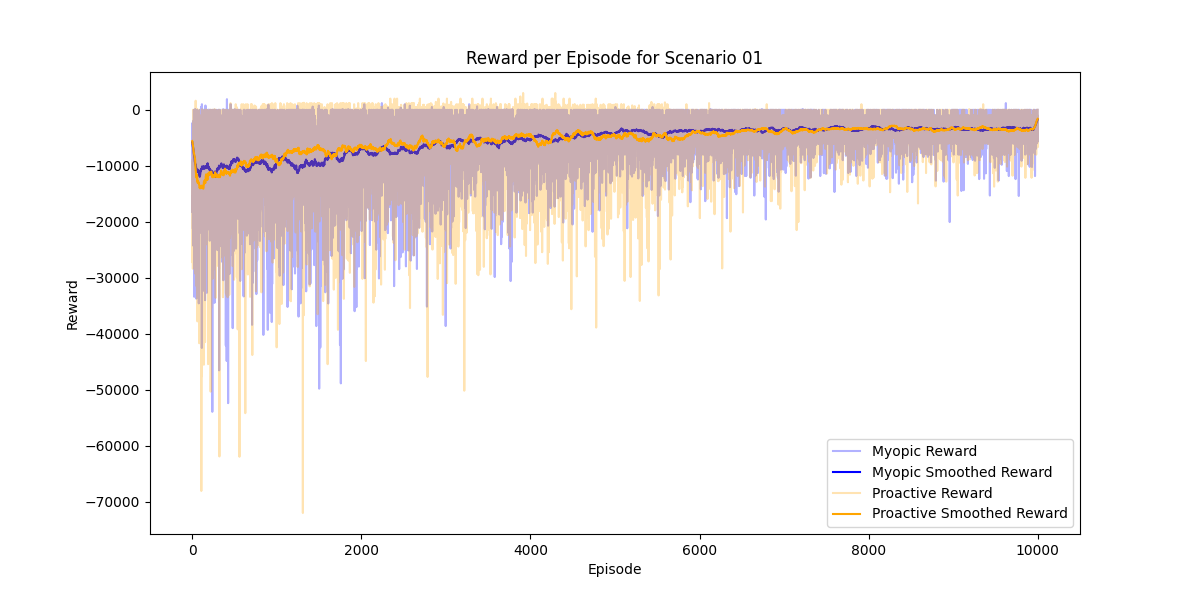 Reward per Episode for Scenario 01
Reward
0
−10000
−20000
−30000
−40000
−50000
−60000
−70000
0
2000
4000
6000
8000
10000
Episode
Myopic Reward
Myopic Smoothed Reward
Proactive Reward
Proactive Smoothed Reward